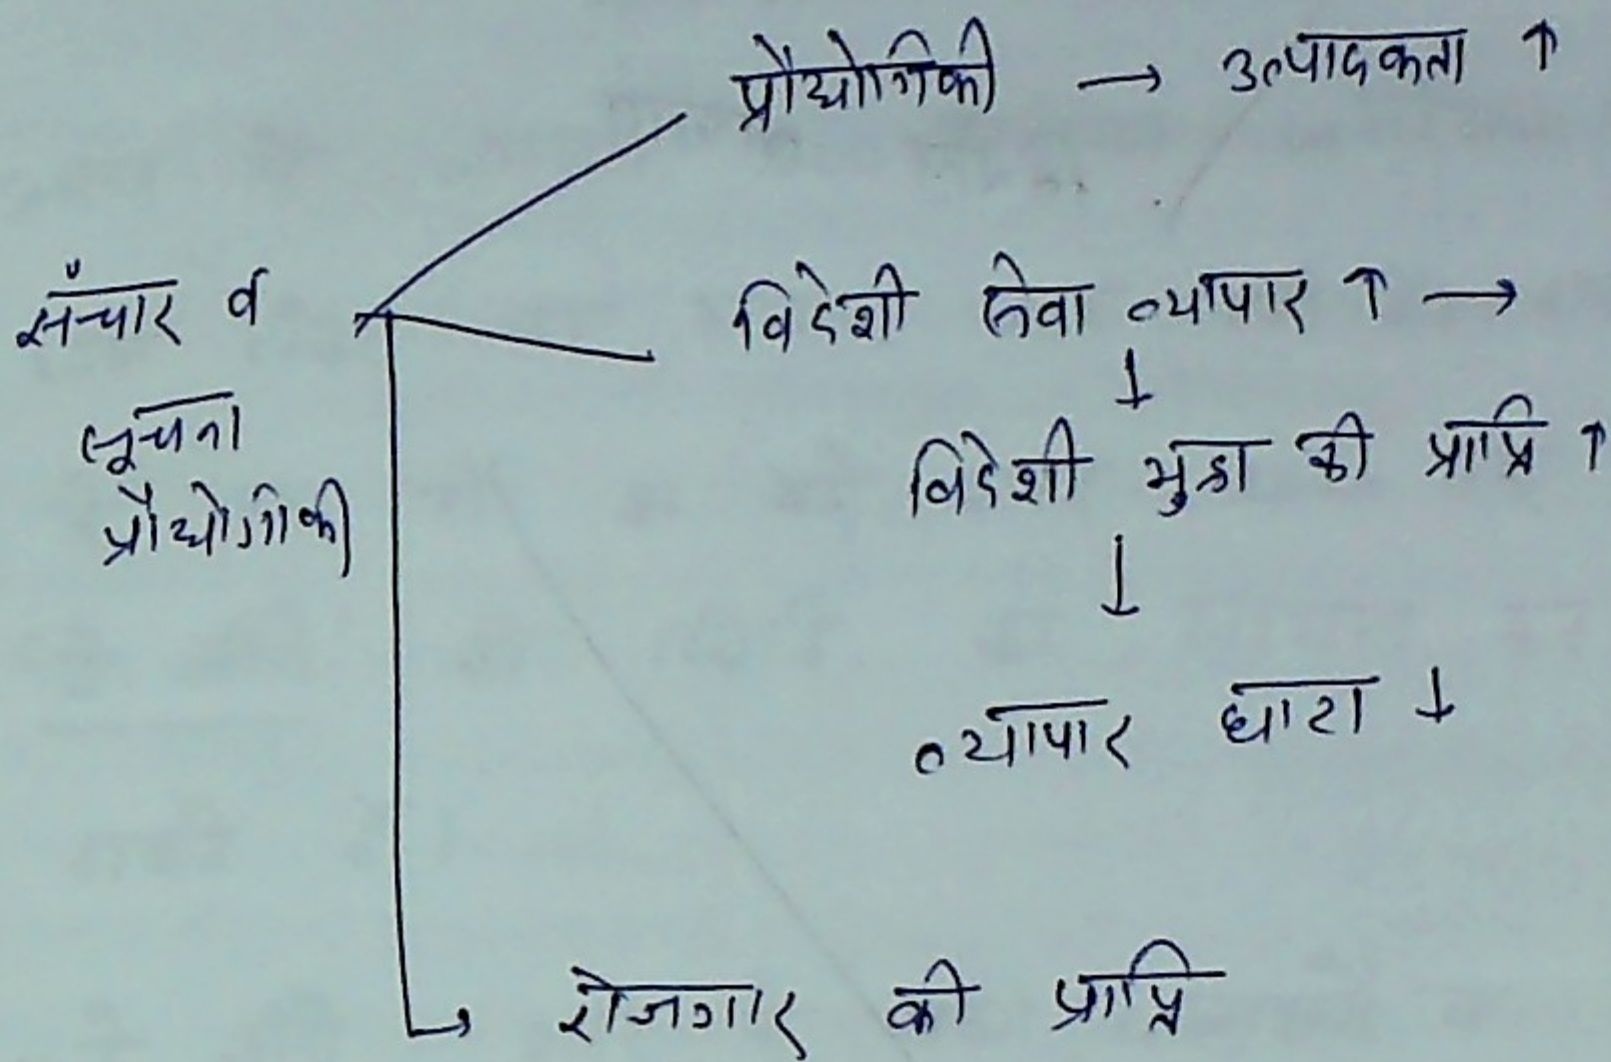 प्रौद्योगिकी → उत्पादकता ↑
संचार व
सूचना
प्रौद्योगीकी
विदेशी सेवा व्यापार ↑ →
↓
विदेशी मुद्रा की प्राप्ति ↑
↓
व्यापार घाटा ↓
रोजगार की प्राप्ति